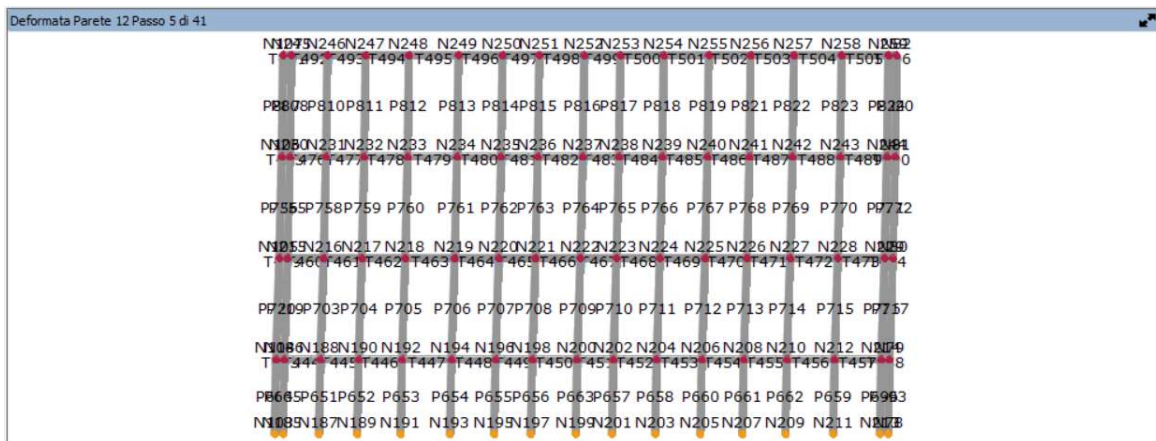 Deformata Parete 12 Passo 5 di 41
N246 N247 N248 N249 N250 N251 N252 N253 N254 N255 N256 N257 N258
T494 T495 T496 T498 T500 T501 T502 T503 T504
P810 P811 P812 P813 P814 P815 P816 P817 P818 P819 P821 P822 P823
N231 N232 N233 N234 N235 N236 N237 N238 N239 N240 N241 N242 N243
T477 T478 T479 T480 T482 T484 T485 T486 T487 T488 T489
P758 P759 P760 P761 P762 P763 P764 P765 P766 P767 P768 P769 P770
N216 N217 N218 N219 N220 N221 N222 N223 N224 N225 N226 N227 N228
T461 T462 T463 T464 T466 T468 T469 T470 T471 T472 T473
P703 P704 P705 P706 P707 P708 P709 P710 P711 P712 P713 P714 P715
N188 N190 N192 N194 N196 N198 N200 N202 N204 N206 N208 N210 N212
T446 T447 T448 T450 T452 T453 T454 T455 T456 T457
P651 P652 P653 P654 P655 P656 P663 P657 P658 P660 P661 P662 P659
N187 N189 N191 N193 N195 N197 N199 N201 N203 N205 N207 N209 N211